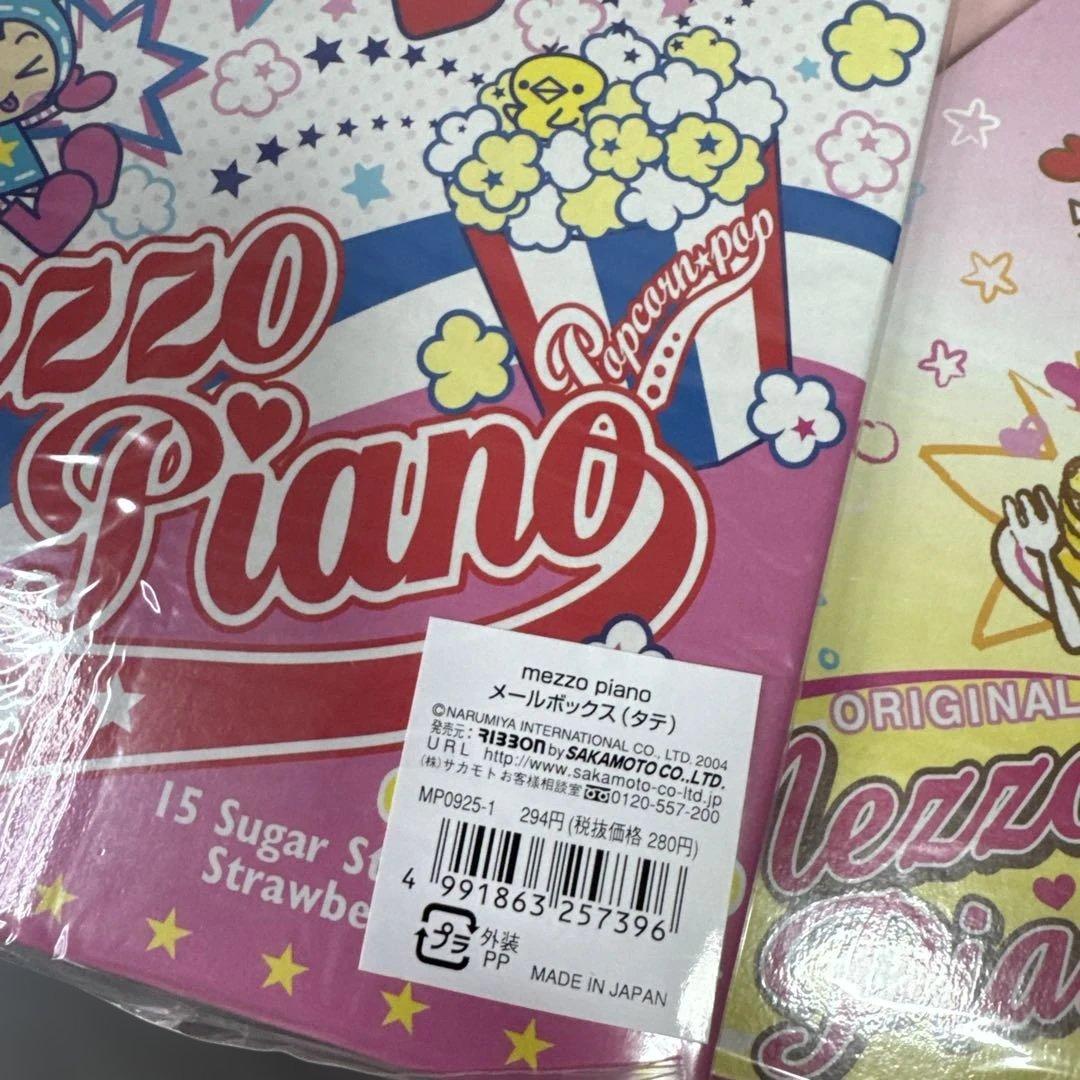 Popcorn★pop
Piano
mezzo piano
メールボックス(タテ)
©NARUMIYA INTERNATIONAL CO., LTD. 2004
発売元：RIBBON by SAKAMOTO CO.,LTD.
URL http://www.sakamoto-co-ltd.jp
(株)サカモト お客様相談室 0120-557-200
MP0925-1 294円(税抜価格 280円)
4 991863 257396
プラ 外装
PP
MADE IN JAPAN
15 Sugar
ORIGINAL
Mezzo